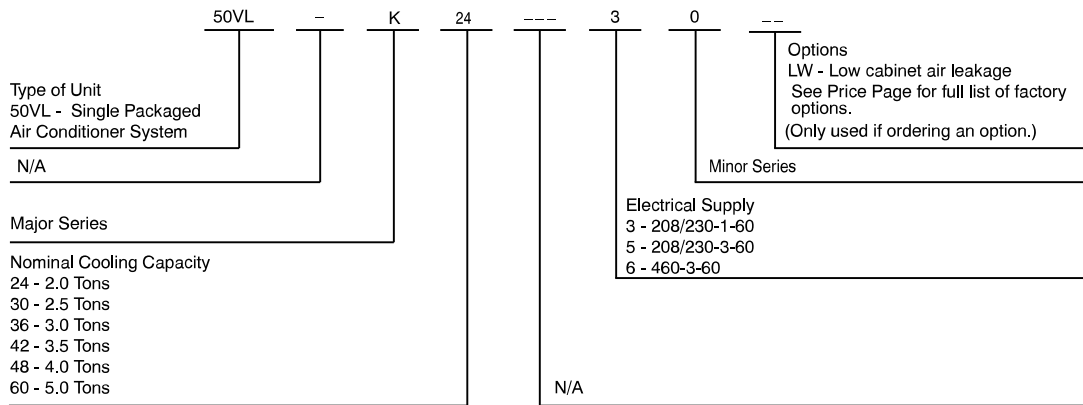 50VL - K 24 --- 3 0 --
Type of Unit
50VL - Single Packaged
Air Conditioner System
N/A
Major Series
Nominal Cooling Capacity
24 - 2.0 Tons
30 - 2.5 Tons
36 - 3.0 Tons
42 - 3.5 Tons
48 - 4.0 Tons
60 - 5.0 Tons
Options
LW - Low cabinet air leakage
See Price Page for full list of factory
options.
(Only used if ordering an option.)
Minor Series
Electrical Supply
3 - 208/230-1-60
5 - 208/230-3-60
6 - 460-3-60
N/A